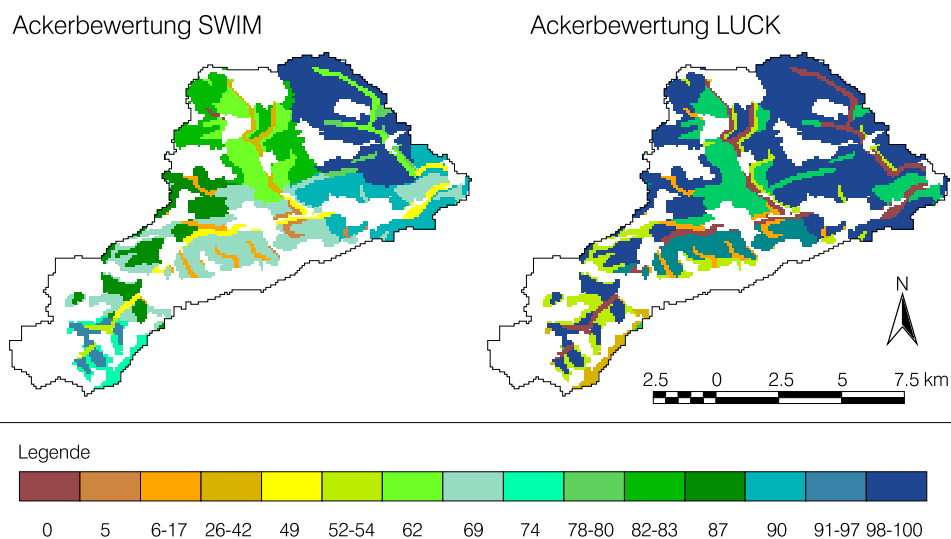 Ackerbewertung SWIM
Ackerbewertung LUCK
N
2.5 0 2.5 5 7.5 km
Legende
0 5 6-17 26-42 49 52-54 62 69 74 78-80 82-83 87 90 91-97 98-100